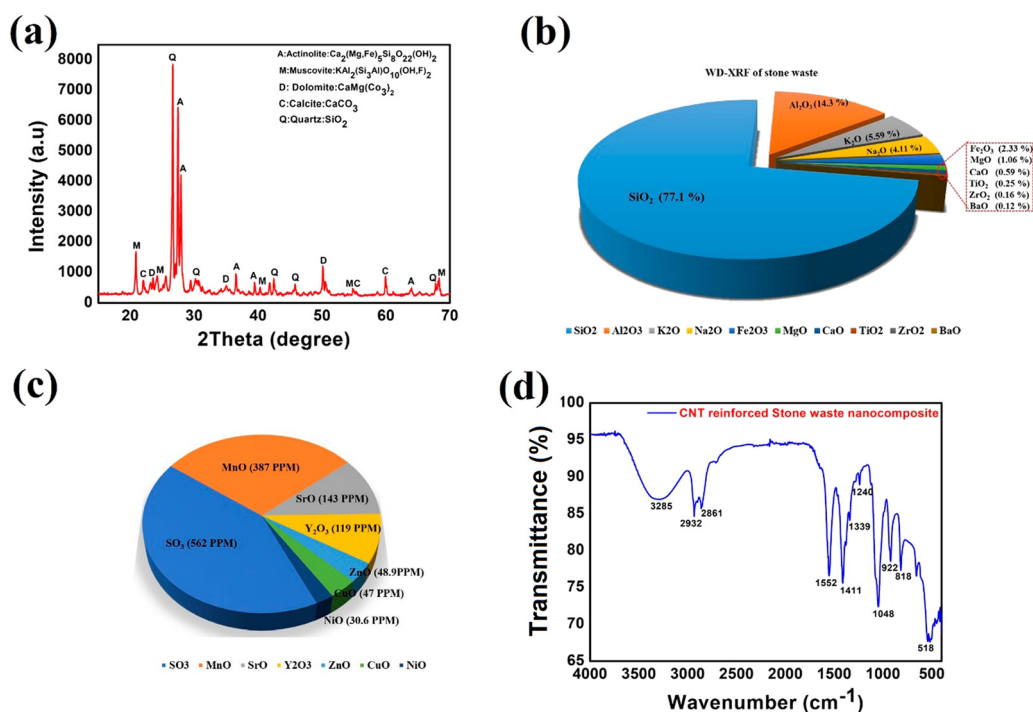 (a)
8000
7000
6000
5000
4000
3000
2000
1000
0
Intensity (a.u)
A:Actinolite:Ca2(Mg,Fe)5Si8O22(OH)2
M:Muscovite:KAl2(Si3Al)O10(OH,F)2
D: Dolomite:CaMg(Co3)2
C:Calcite:CaCO3
Q:Quartz:SiO2
Q
A
A
M
C
D
M
Q
D
A
A
M
Q
Q
D
M
C
C
A
Q
M
20 30 40 50 60 70
2Theta (degree)
(b)
WD-XRF of stone waste
Al2O3 (14.3 %)
K2O (5.59 %)
Na2O (4.11 %)
SiO2 (77.1 %)
Fe2O3 (2.33 %)
MgO (1.06 %)
CaO (0.59 %)
TiO2 (0.25 %)
ZrO2 (0.16 %)
BaO (0.12 %)
SiO2 Al2O3 K2O Na2O Fe2O3 MgO CaO TiO2 ZrO2 BaO
(c)
MnO (387 PPM)
SrO (143 PPM)
Y2O3 (119 PPM)
SO3 (562 PPM)
ZnO (48.9PPM)
CuO (47 PPM)
NiO (30.6 PPM)
SO3 MnO SrO Y2O3 ZnO CuO NiO
(d)
100
95
90
85
80
75
70
65
Transmittance (%)
CNT reinforced Stone waste nanocomposite
3285
2932
2861
1552
1411
1339
1240
1048
922
818
518
4000 3500 3000 2500 2000 1500 1000 500
Wavenumber (cm-1)